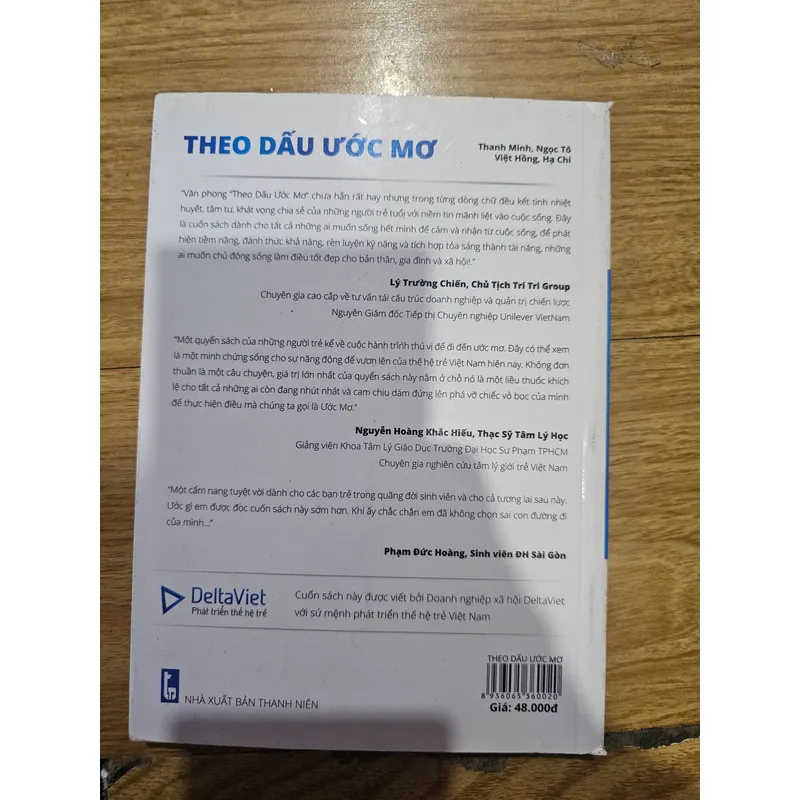 THEO DẤU ƯỚC MƠ
Thanh Minh, Ngọc Tô
Việt Hồng, Hạ Chí
"Văn phong "Theo Dấu Ước Mơ" chưa hẳn rất hay nhưng trong từng dòng chữ đều kết tinh nhiệt
huyết, tâm tư, khát vọng chia sẻ của những người trẻ tuổi với niềm tin mãnh liệt vào cuộc sống. Đây
là cuốn sách dành cho tất cả những ai muốn sống hết mình để cảm và nhận từ cuộc sống, để phát
hiện tiềm năng, đánh thức khả năng, rèn luyện kỹ năng và tích hợp tỏa sáng thành tài năng, những
ai muốn chủ động sống làm điều tốt đẹp cho bản thân, gia đình và xã hội!."
Lý Trường Chiến, Chủ Tịch Trí Tri Group
Chuyên gia cao cấp về tư vấn tái cấu trúc doanh nghiệp và quản trị chiến lược
Nguyên Giám đốc Tiếp thị Chuyên nghiệp Unilever VietNam
"Một quyển sách của những người trẻ kể về cuộc hành trình thú vị để đi đến ước mơ. Đây có thể xem
là một minh chứng sống cho sự năng động để vươn lên của thế hệ trẻ Việt Nam hiện nay. Không đơn
thuần là một câu chuyện, giá trị lớn nhất của quyển sách này nằm ở chỗ nó là một liều thuốc khích
lệ cho tất cả những ai còn đang nhút nhát và cam chịu dám đứng lên phá vỡ chiếc vỏ bọc của mình
để thực hiện điều mà chúng ta gọi là Ước Mơ."
Nguyễn Hoàng Khắc Hiếu, Thạc Sỹ Tâm Lý Học
Giảng viên Khoa Tâm Lý Giáo Dục Trường Đại Học Sư Phạm TPHCM
Chuyên gia nghiên cứu tâm lý giới trẻ Việt Nam
"Một cẩm nang tuyệt vời dành cho các bạn trẻ trong quãng đời sinh viên và cho cả tương lai sau này.
Ước gì em được đọc cuốn sách này sớm hơn. Khi ấy chắc chắn em đã không chọn sai con đường đi
của mình..."
Phạm Đức Hoàng, Sinh viên ĐH Sài Gòn
DeltaViet
Phát triển thế hệ trẻ
Cuốn sách này được viết bởi Doanh nghiệp xã hội DeltaViet
với sứ mệnh phát triển thế hệ trẻ Việt Nam
NHÀ XUẤT BẢN THANH NIÊN
THEO DẤU ƯỚC MƠ
8 936065 360020
Giá: 48.000đ